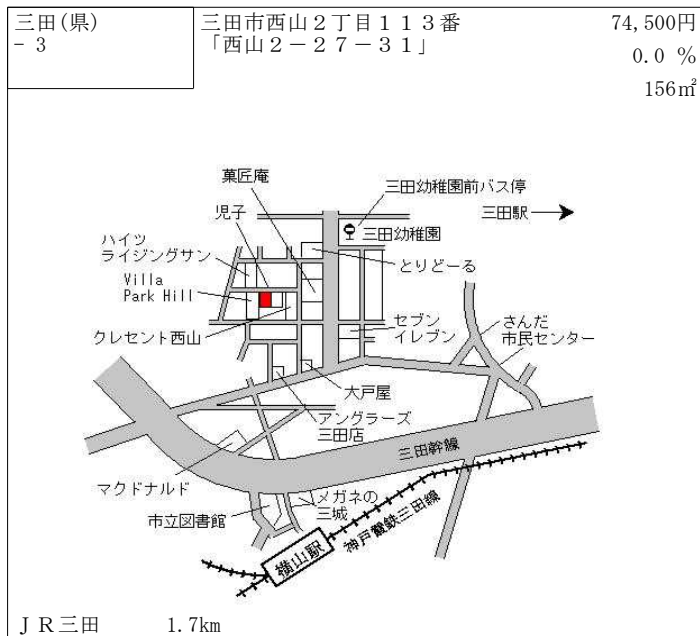 三田(県)
- 3
三田市西山２丁目１１３番
「西山２－２７－３１」
74,500円
0.0 %
156㎡
菓匠庵
三田幼稚園前バス停
児子
三田駅
三田幼稚園
ハイツ
ライジングサン
とりどーる
Villa
Park Hill
セブン
イレブン
さんだ
市民センター
クレセント西山
大戸屋
アングラーズ
三田店
三田幹線
マクドナルド
メガネの
三城
市立図書館
神戸電鉄三田線
横山駅
ＪＲ三田 1.7km